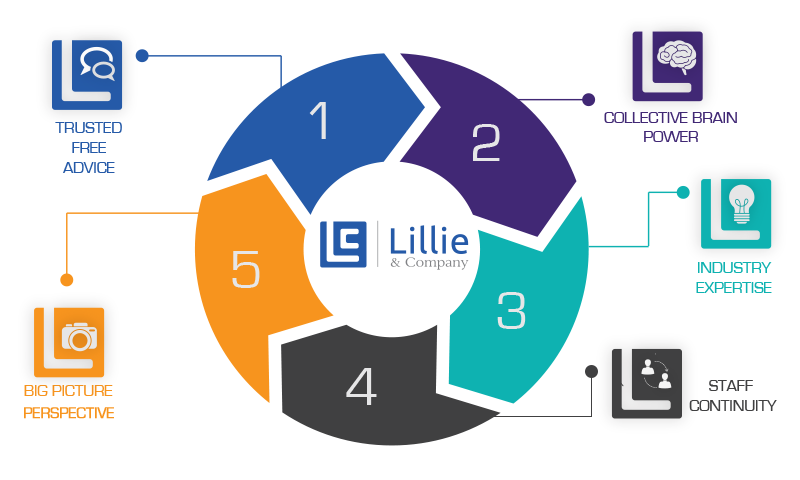 TRUSTED
FREE
ADVICE
1
2
COLLECTIVE BRAIN
POWER
INDUSTRY
EXPERTISE
3
STAFF
CONTINUITY
4
5
BIG PICTURE
PERSPECTIVE
LC
Lillie
& Company